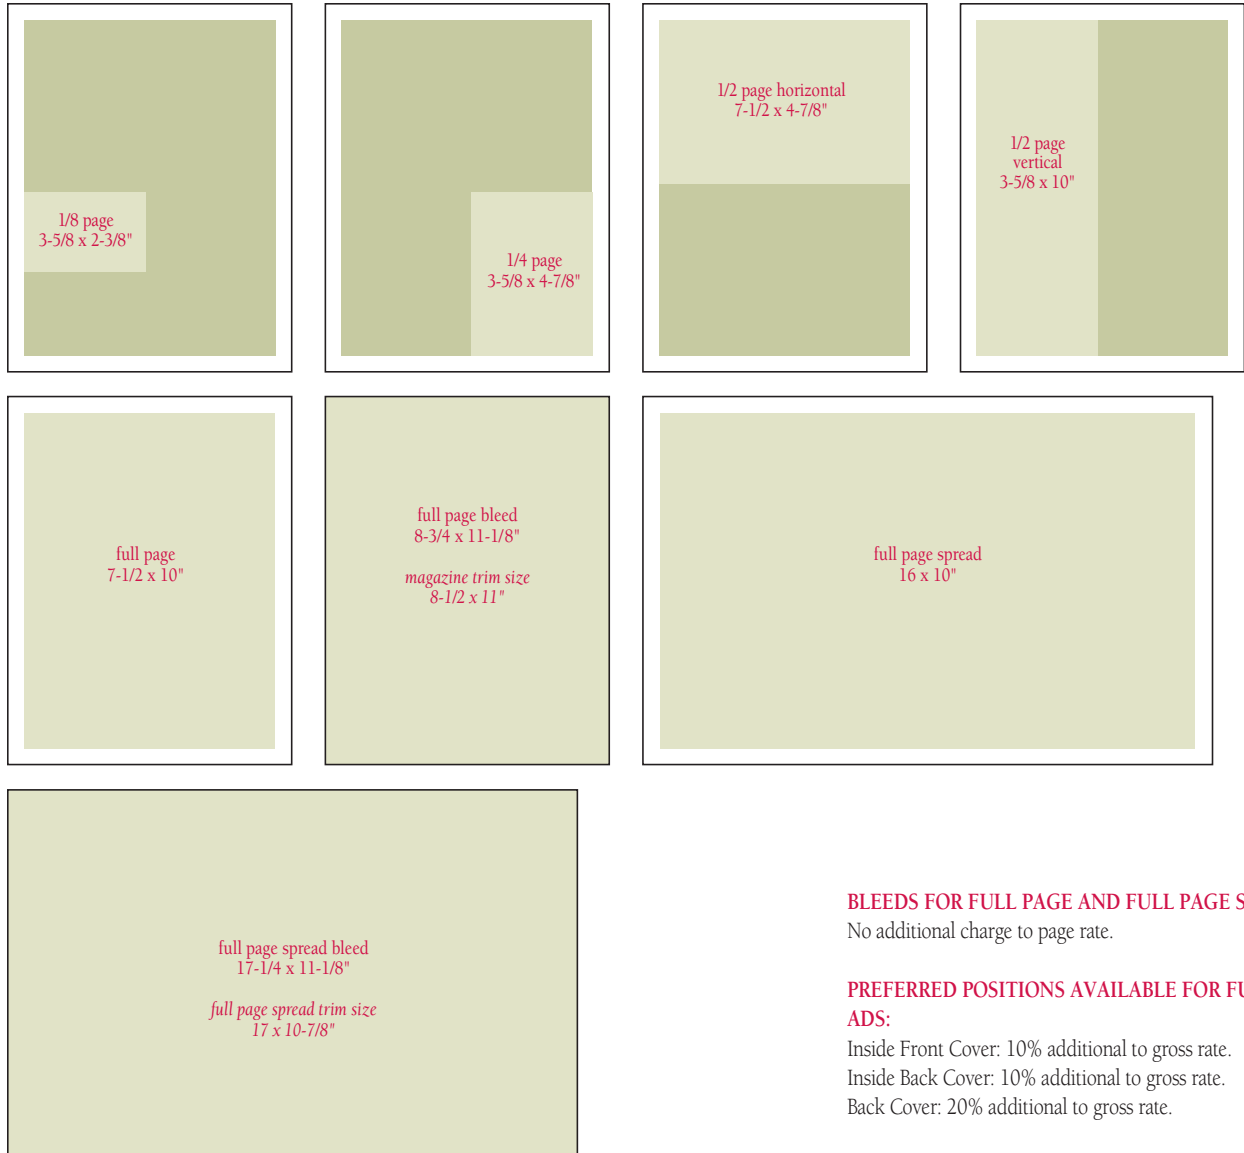 1/8 page
3-5/8 x 2-3/8"
1/4 page
3-5/8 x 4-7/8"
1/2 page horizontal
7-1/2 x 4-7/8"
1/2 page
vertical
3-5/8 x 10"
full page
7-1/2 x 10"
full page bleed
8-3/4 x 11-1/8"
magazine trim size
8-1/2 x 11"
full page spread
16 x 10"
full page spread bleed
17-1/4 x 11-1/8"
full page spread trim size
17 x 10-7/8"
BLEEDS FOR FULL PAGE AND FULL PAGE S
No additional charge to page rate.
PREFERRED POSITIONS AVAILABLE FOR FU
ADS:
Inside Front Cover: 10% additional to gross rate.
Inside Back Cover: 10% additional to gross rate.
Back Cover: 20% additional to gross rate.